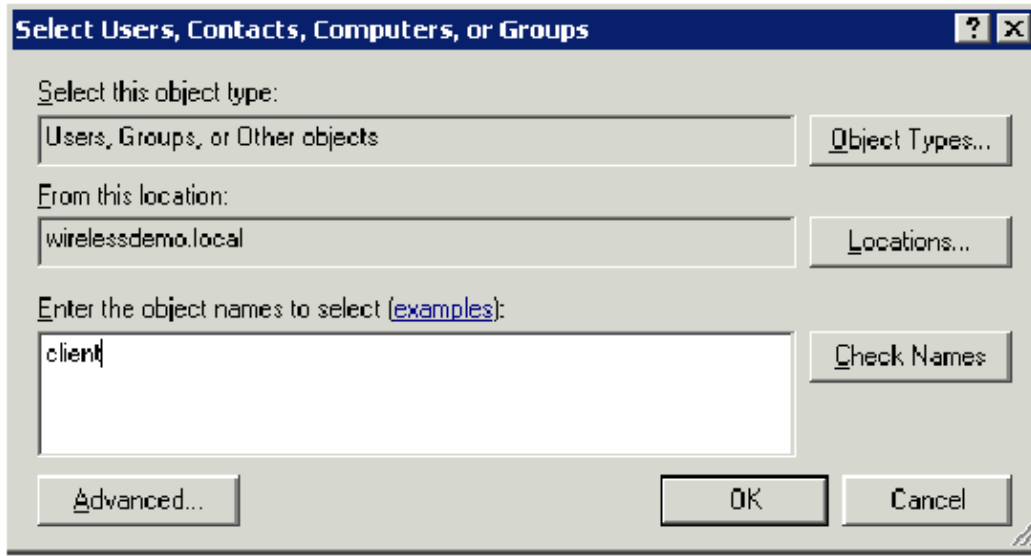 Select Users, Contacts, Computers, or Groups
Select this object type:
Users, Groups, or Other objects
Object Types...
From this location:
wirelessdemo.local
Locations...
Enter the object names to select (examples):
client
Check Names
Advanced...
OK
Cancel